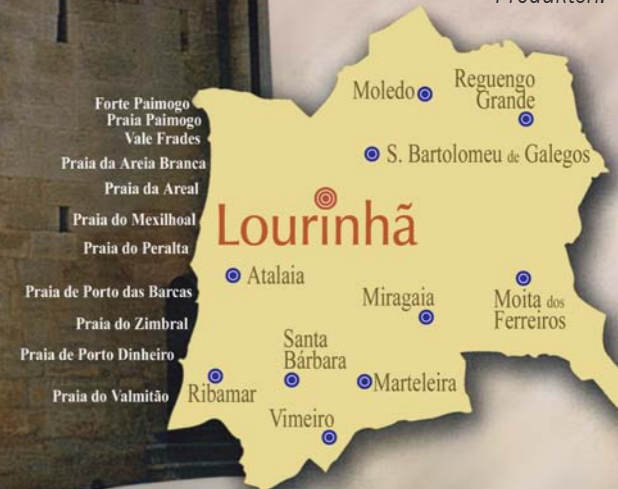 Produkten.
Moledo
Reguengo
Grande
S. Bartolomeu de Galegos
Forte Paimogo
Praia Paimogo
Vale Frades
Praia da Areia Branca
Praia da Areal
Praia do Mexilhoal
Praia do Peralta
Praia de Porto das Barcas
Praia do Zimbral
Praia de Porto Dinheiro
Praia do Valmitão
Lourinhã
Atalaia
Miragaia
Moita dos
Ferreiros
Santa
Bárbara
Ribamar
Marteleira
Vimeiro